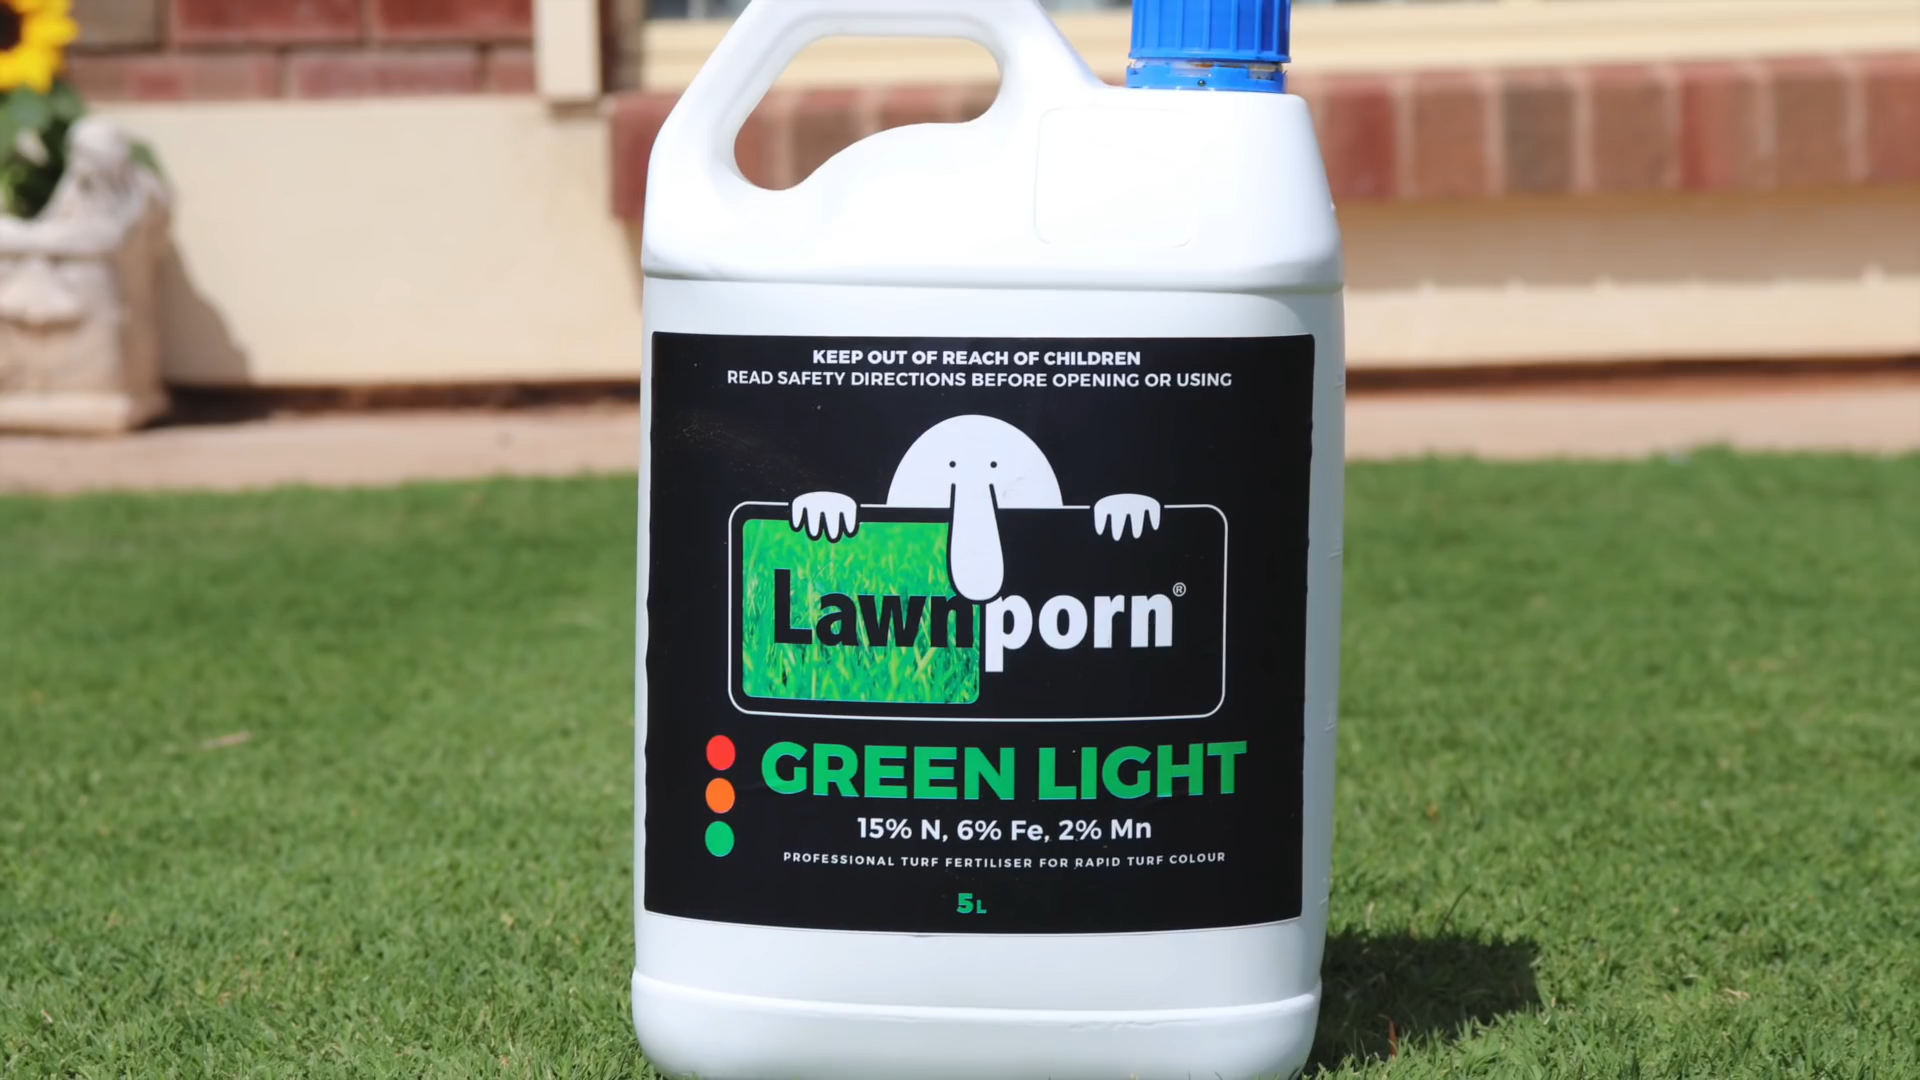 KEEP OUT OF REACH OF CHILDREN
READ SAFETY DIRECTIONS BEFORE OPENING OR USING
Lawnporn®
GREEN LIGHT
15% N, 6% Fe, 2% Mn
PROFESSIONAL TURF FERTILISER FOR RAPID TURF COLOUR
5L